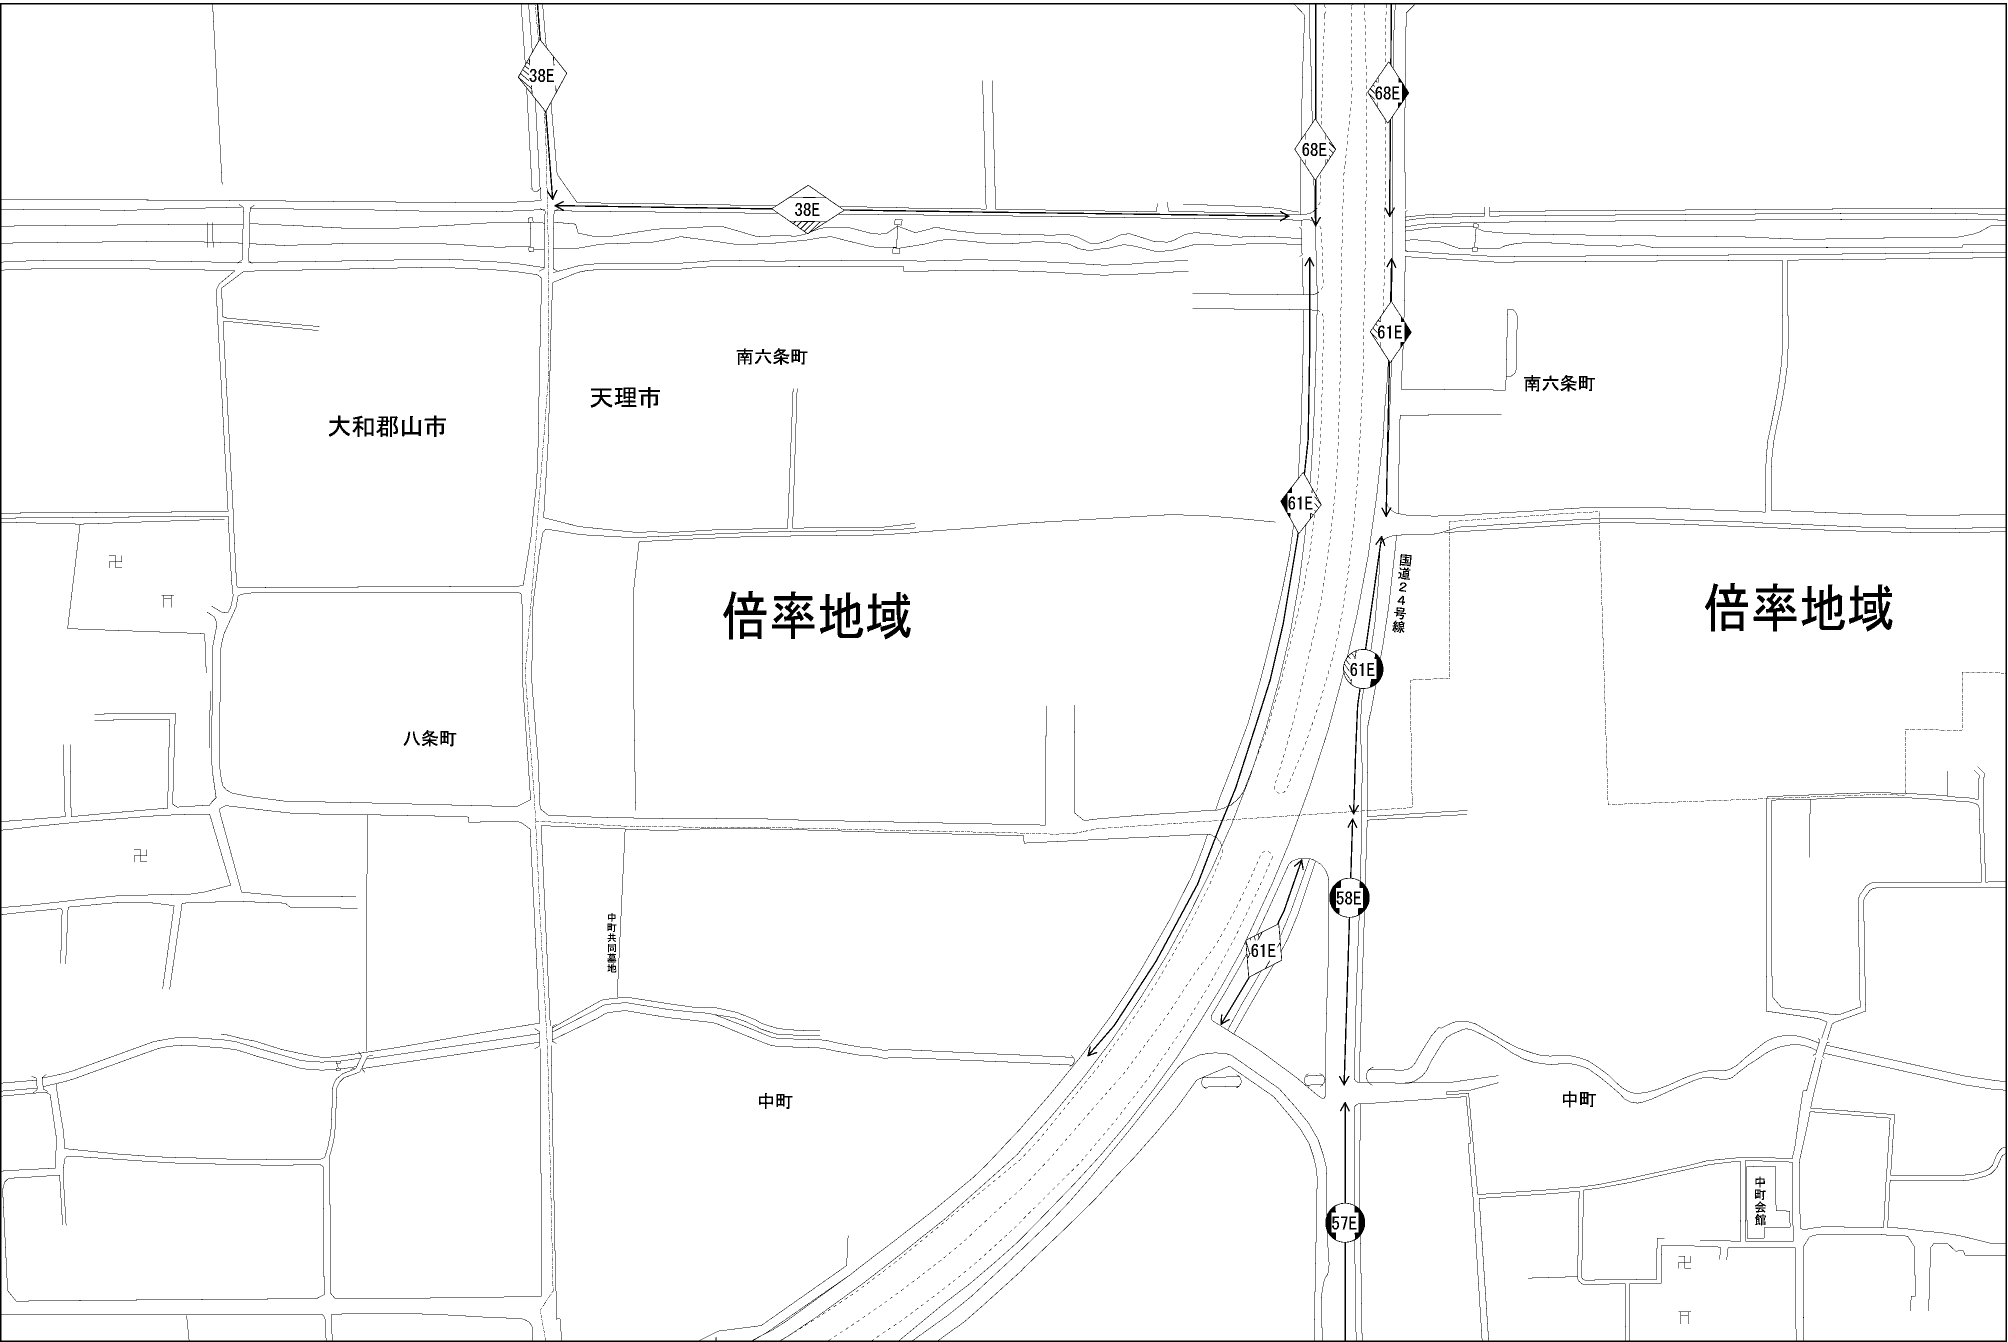 38E
68E
68E
38E
61E
南六条町
南六条町
天理市
大和郡山市
61E
国道24号線
倍率地域
倍率地域
61E
八条町
58E
中町共同墓地
61E
中町
中町
中町会館
57E